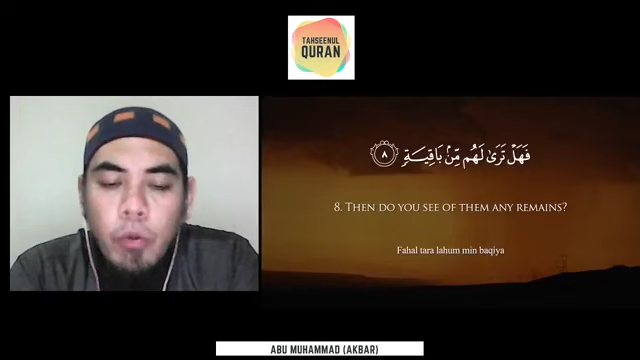 TAHSEENUL
QURAN
فَهَلْ تَرَىٰ لَهُم مِّنۢ بَاقِيَةٍ ٨
8. Then do you see of them any remains?
Fahal tara lahum min baqiya
ABU MUHAMMAD (AKBAR)